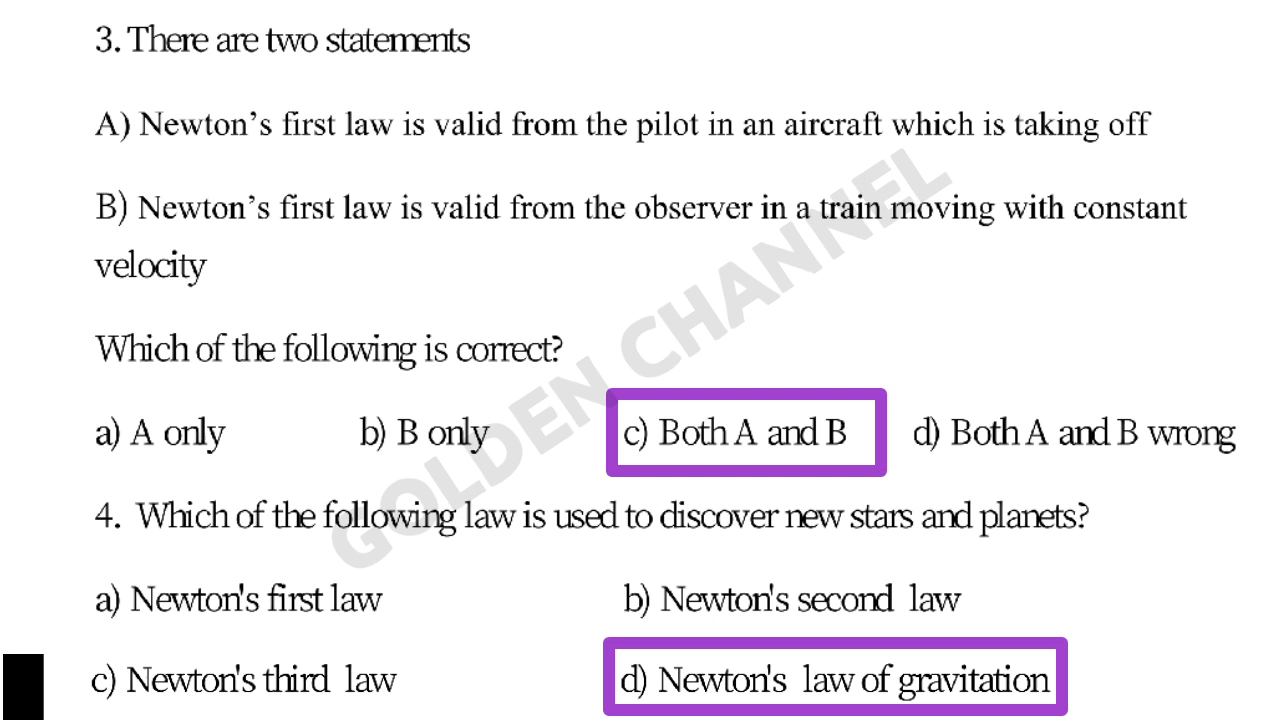 3. There are two statements
A) Newton’s first law is valid from the pilot in an aircraft which is taking off
B) Newton’s first law is valid from the observer in a train moving with constant
velocity
Which of the following is correct?
a) A only b) B only c) Both A and B d) Both A and B wrong
4. Which of the following law is used to discover new stars and planets?
a) Newton's first law b) Newton's second law
c) Newton's third law d) Newton's law of gravitation
GOLDEN CHANNEL